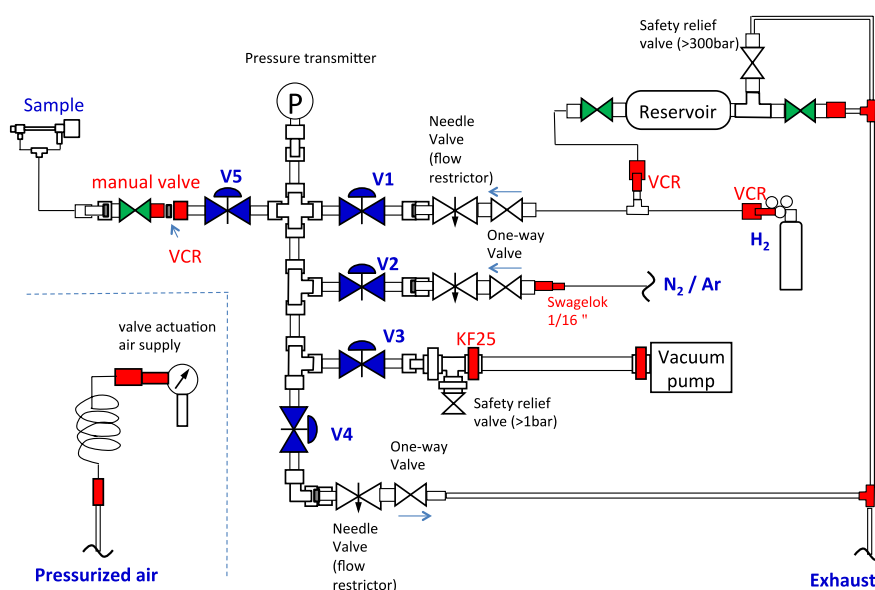 Safety relief
valve (>300bar)
Pressure transmitter
P
Reservoir
Sample
Needle
Valve
(flow
restrictor)
manual valve
V5
V1
VCR
VCR
VCR
H2
One-way
Valve
V2
N2 / Ar
Swagelok
1/16 "
valve actuation
air supply
V3
KF25
Vacuum
pump
Safety relief
valve (>1bar)
V4
One-way
Valve
Needle
Valve
(flow
restrictor)
Pressurized air
Exhaust